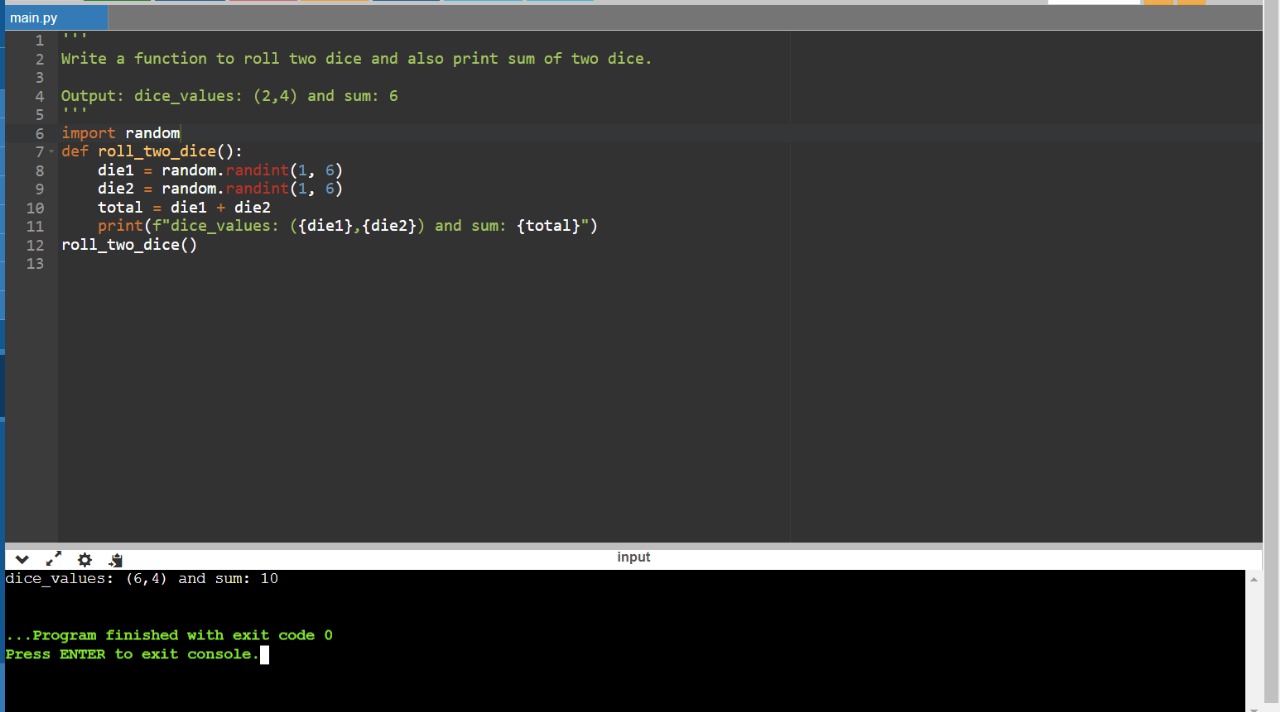 main.py
1 '''
2 Write a function to roll two dice and also print sum of two dice.
3
4 Output: dice_values: (2,4) and sum: 6
5 '''
6 import random
7 def roll_two_dice():
8     die1 = random.randint(1, 6)
9     die2 = random.randint(1, 6)
10     total = die1 + die2
11     print(f"dice_values: ({die1},{die2}) and sum: {total}")
12 roll_two_dice()
13
input
dice_values: (6,4) and sum: 10
...Program finished with exit code 0
Press ENTER to exit console.